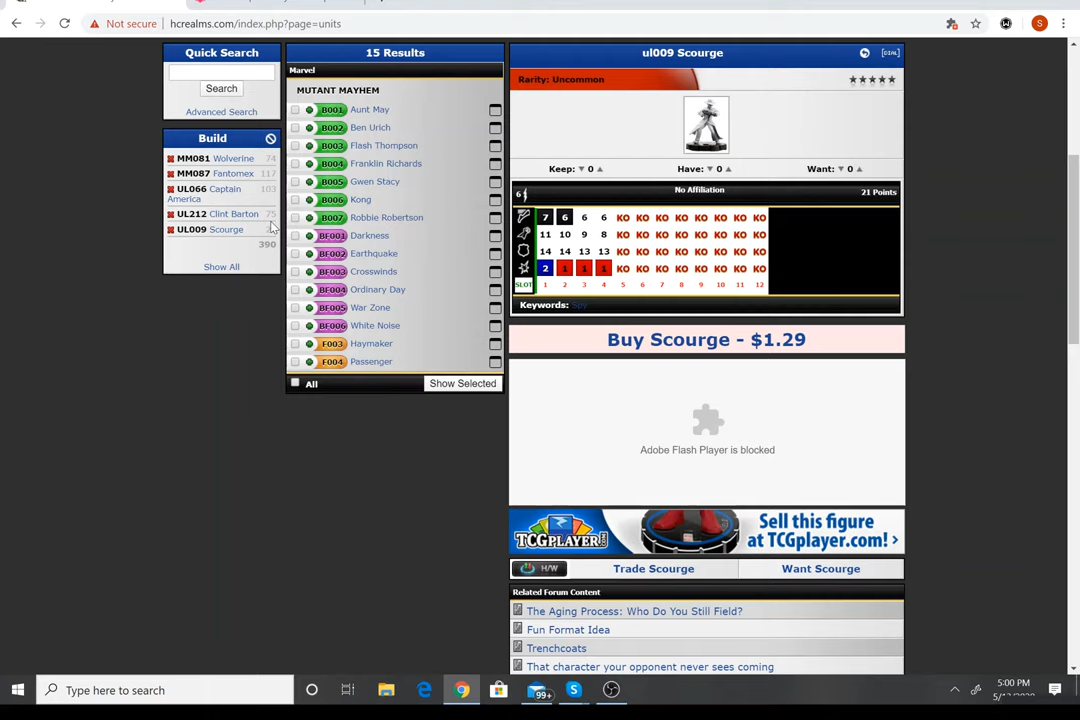 Not secure hcrealms.com/index.php?page=units
Quick Search
Search
Advanced Search
Build
MM081 Wolverine 74
MM087 Fantomex 117
UL066 Captain America 103
UL212 Clint Barton 75
UL009 Scourge
390
Show All
15 Results
Marvel
MUTANT MAYHEM
B001 Aunt May
B002 Ben Urich
B003 Flash Thompson
B004 Franklin Richards
B005 Gwen Stacy
B006 Kong
B007 Robbie Robertson
BF001 Darkness
BF002 Earthquake
BF003 Crosswinds
BF004 Ordinary Day
BF005 War Zone
BF006 White Noise
F003 Haymaker
F004 Passenger
All Show Selected
ul009 Scourge [DIAL]
Rarity: Uncommon
Keep: 0 Have: 0 Want: 0
6 No Affiliation 21 Points
7 6 6 6 KO KO KO KO KO KO KO KO
11 10 9 8 KO KO KO KO KO KO KO KO
14 14 13 13 KO KO KO KO KO KO KO KO
2 1 1 1 KO KO KO KO KO KO KO KO
SLOT 1 2 3 4 5 6 7 8 9 10 11 12
Keywords: Spy
Buy Scourge - $1.29
Adobe Flash Player is blocked
TCGPLAYER.com
Sell this figure
at TCGplayer.com! >
H/W Trade Scourge Want Scourge
Related Forum Content
The Aging Process: Who Do You Still Field?
Fun Format Idea
Trenchcoats
That character your opponent never sees coming
Type here to search
99+
5:00 PM
S